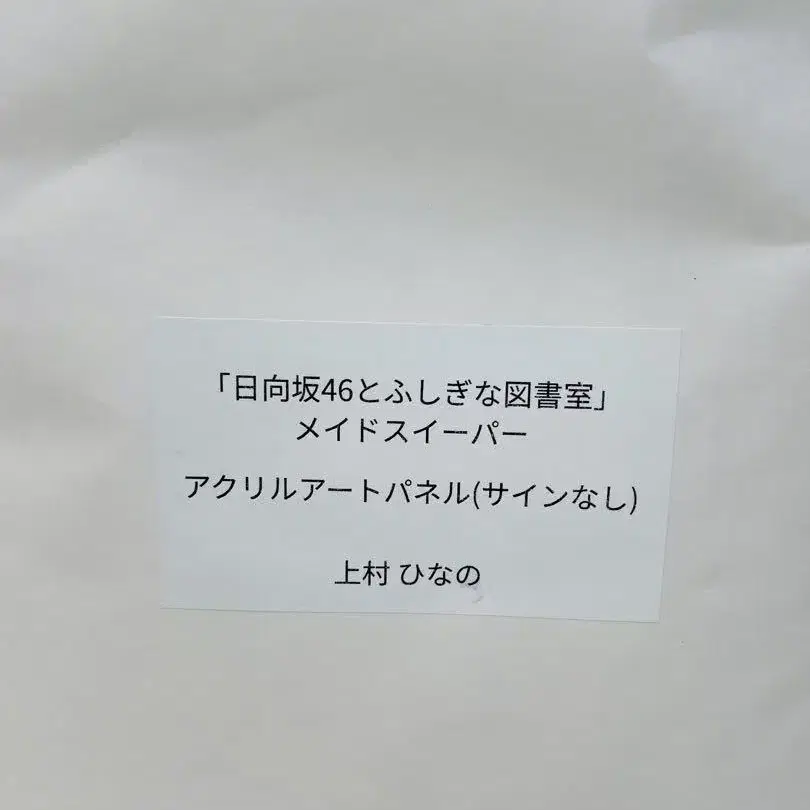 「日向坂46とふしぎな図書室」
メイドスイーパー
アクリルアートパネル(サインなし)
上村 ひなの